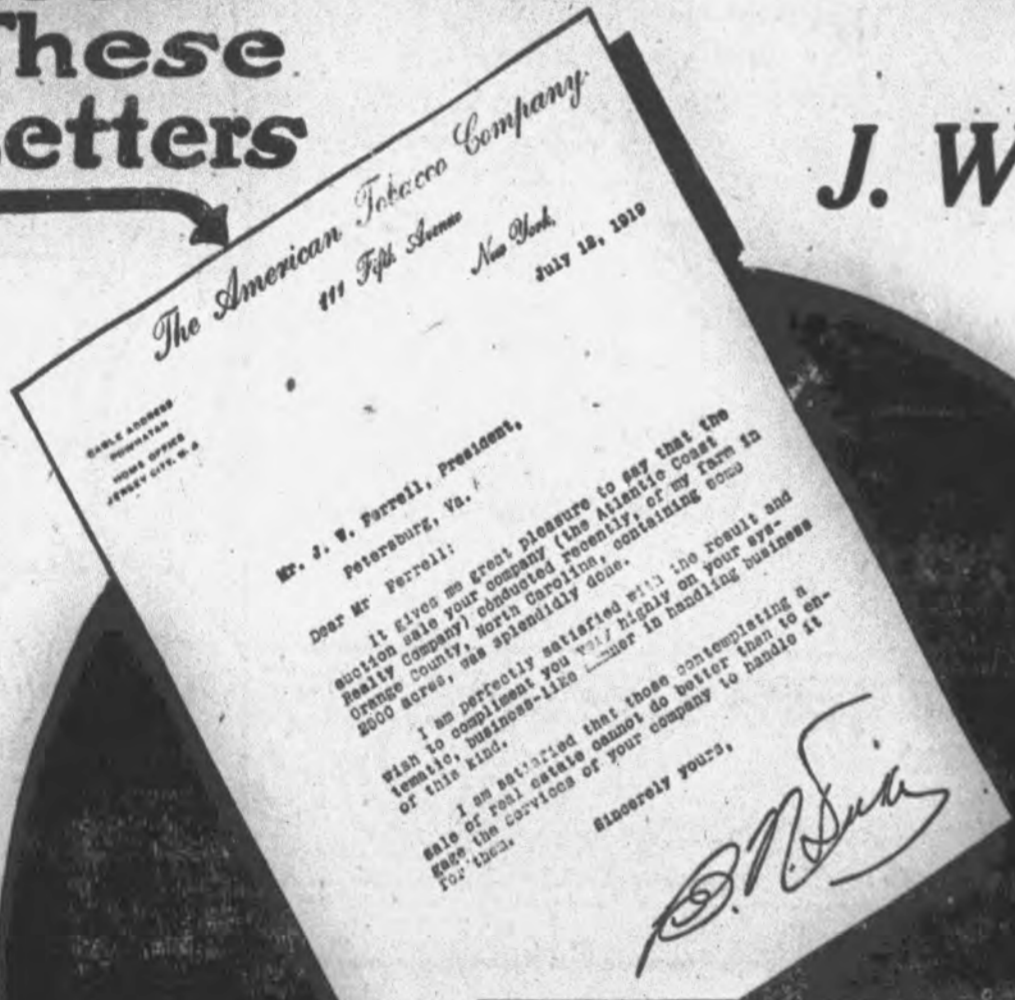 These
Letters
J. W
The American Tobacco Company
111 Fifth Avenue
New York,
July 12, 1919
CABLE ADDRESS
POWHATAN
HOME OFFICE
JERSEY CITY, N. J.
Mr. J. W. Ferrell, President,
Petersburg, Va.
Dear Mr Ferrell:
It gives me great pleasure to say that the
auction sale your company (the Atlantic Coast
Realty Company) conducted recently, of my farm in
Orange County, North Carolina, containing some
2000 acres, was splendidly done.
I am perfectly satisfied with the result and
wish to compliment you very highly on your sys-
tematic, business-like manner in handling business
of this kind.
I am satisfied that those contemplating a
sale of real estate cannot do better than to en-
gage the services of your company to handle it
for them.
Sincerely yours,
B. N. Duke